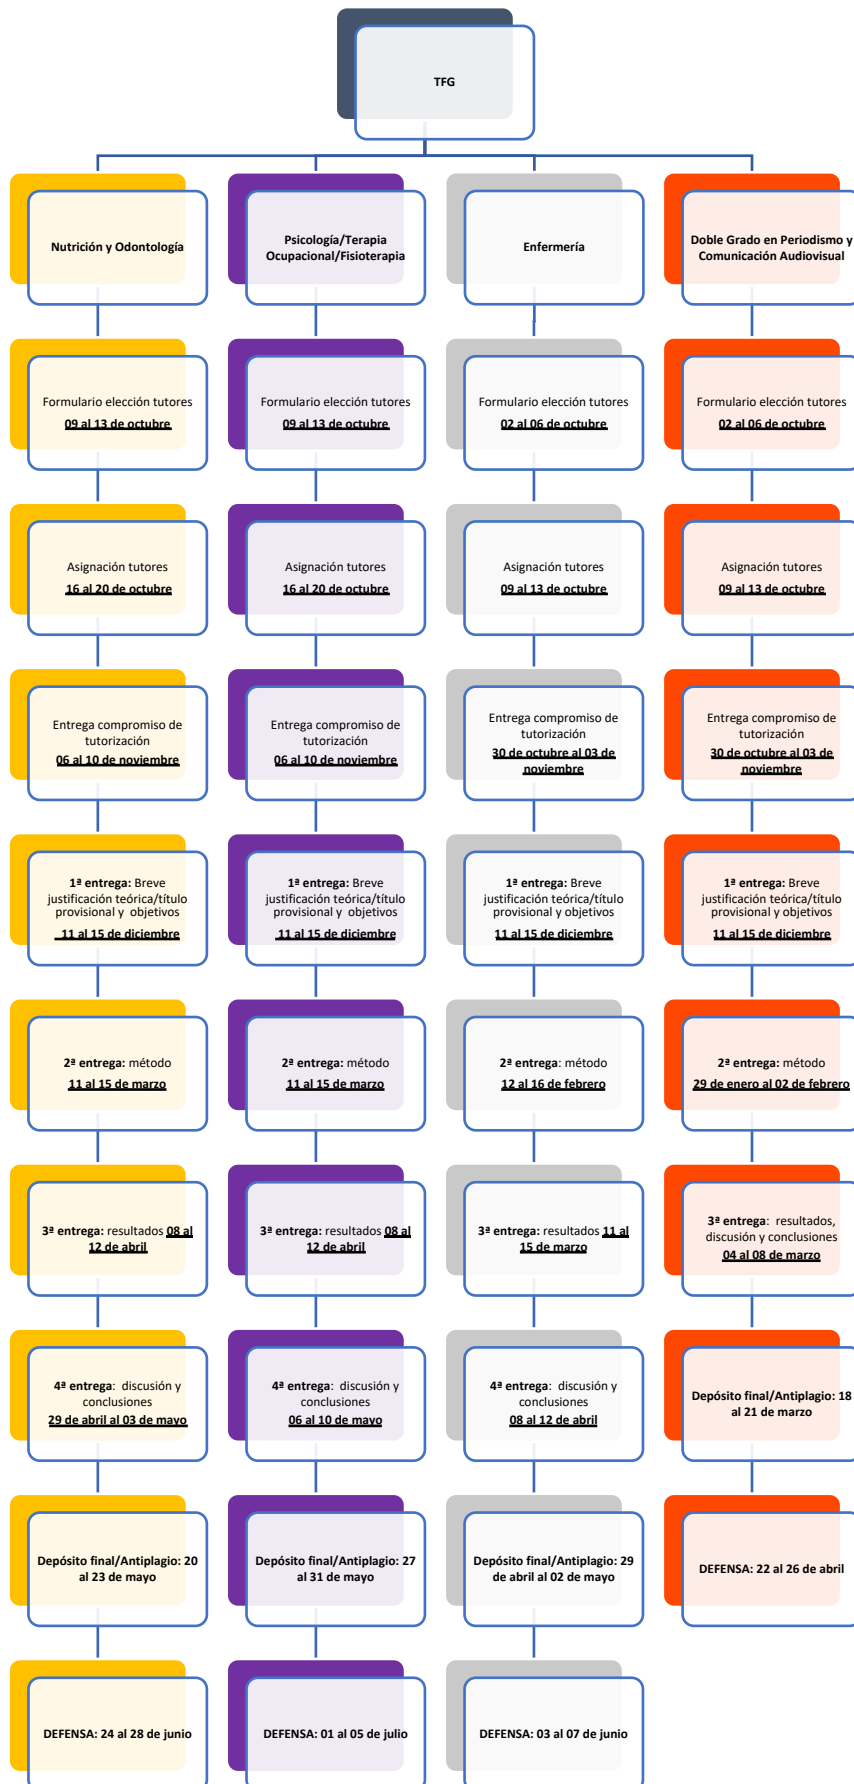 TFG
Nutrición y Odontología
Psicología/Terapia
Ocupacional/Fisioterapia
Enfermería
Doble Grado en Periodismo y
Comunicación Audiovisual
Formulario elección tutores
09 al 13 de octubre
Formulario elección tutores
09 al 13 de octubre
Formulario elección tutores
02 al 06 de octubre
Formulario elección tutores
02 al 06 de octubre
Asignación tutores
16 al 20 de octubre
Asignación tutores
16 al 20 de octubre
Asignación tutores
09 al 13 de octubre
Asignación tutores
09 al 13 de octubre
Entrega compromiso de
tutorización
06 al 10 de noviembre
Entrega compromiso de
tutorización
06 al 10 de noviembre
Entrega compromiso de
tutorización
30 de octubre al 03 de
noviembre
Entrega compromiso de
tutorización
30 de octubre al 03 de
noviembre
1ª entrega: Breve
justificación teórica/título
provisional y objetivos
11 al 15 de diciembre
1ª entrega: Breve
justificación teórica/título
provisional y objetivos
11 al 15 de diciembre
1ª entrega: Breve
justificación teórica/título
provisional y objetivos
11 al 15 de diciembre
1ª entrega: Breve
justificación teórica/título
provisional y objetivos
11 al 15 de diciembre
2ª entrega: método
11 al 15 de marzo
2ª entrega: método
11 al 15 de marzo
2ª entrega: método
12 al 16 de febrero
2ª entrega: método
29 de enero al 02 de febrero
3ª entrega: resultados 08 al
12 de abril
3ª entrega: resultados 08 al
12 de abril
3ª entrega: resultados 11 al
15 de marzo
3ª entrega: resultados,
discusión y conclusiones
04 al 08 de marzo
4ª entrega: discusión y
conclusiones
29 de abril al 03 de mayo
4ª entrega: discusión y
conclusiones
06 al 10 de mayo
4ª entrega: discusión y
conclusiones
08 al 12 de abril
Depósito final/Antiplagio: 18
al 21 de marzo
Depósito final/Antiplagio: 20
al 23 de mayo
Depósito final/Antiplagio: 27
al 31 de mayo
Depósito final/Antiplagio: 29
de abril al 02 de mayo
DEFENSA: 22 al 26 de abril
DEFENSA: 24 al 28 de junio
DEFENSA: 01 al 05 de julio
DEFENSA: 03 al 07 de junio